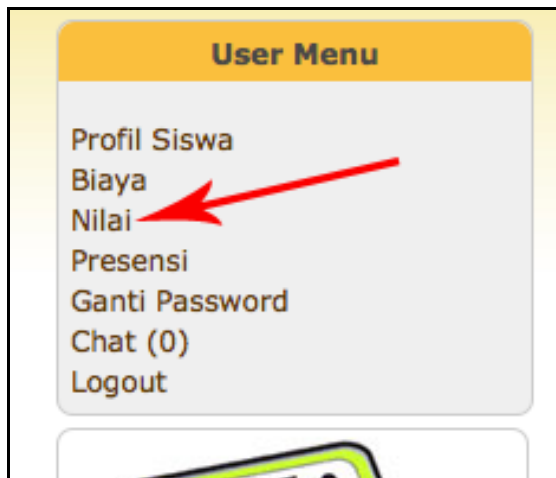 User Menu
Profil Siswa
Biaya
Nilai
Presensi
Ganti Password
Chat (0)
Logout